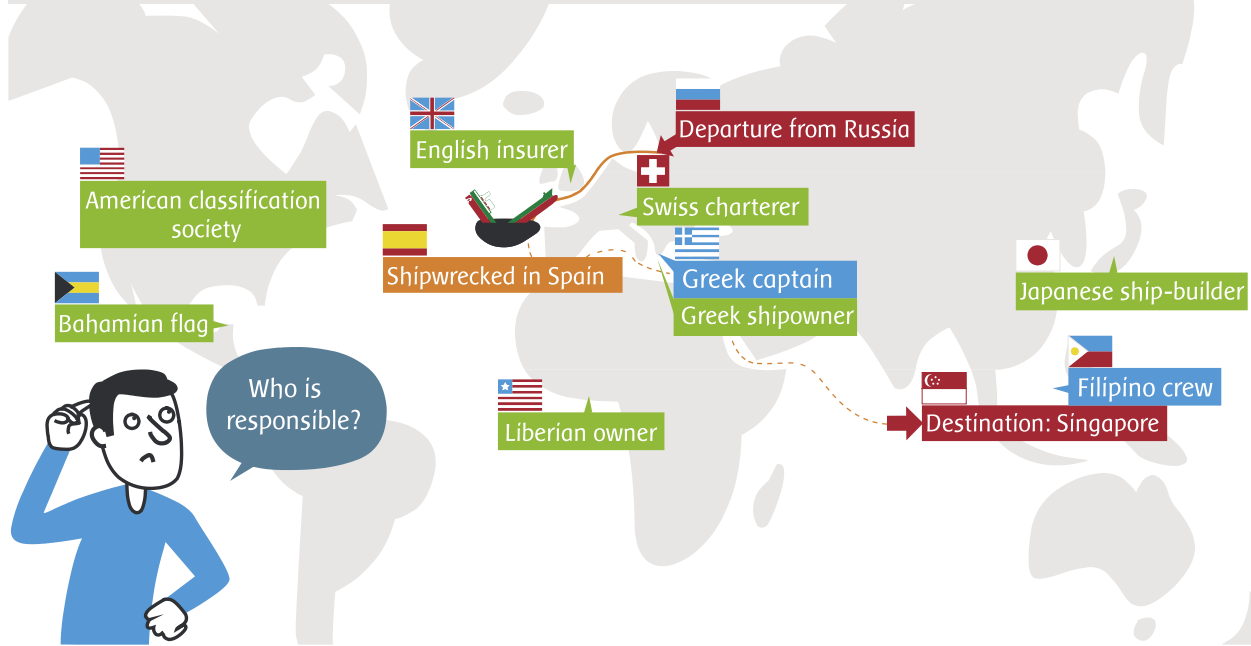 Departure from Russia
English insurer
American classification
society
Swiss charterer
Shipwrecked in Spain
Greek captain
Greek shipowner
Japanese ship-builder
Bahamian flag
Who is
responsible?
Filipino crew
Liberian owner
Destination: Singapore